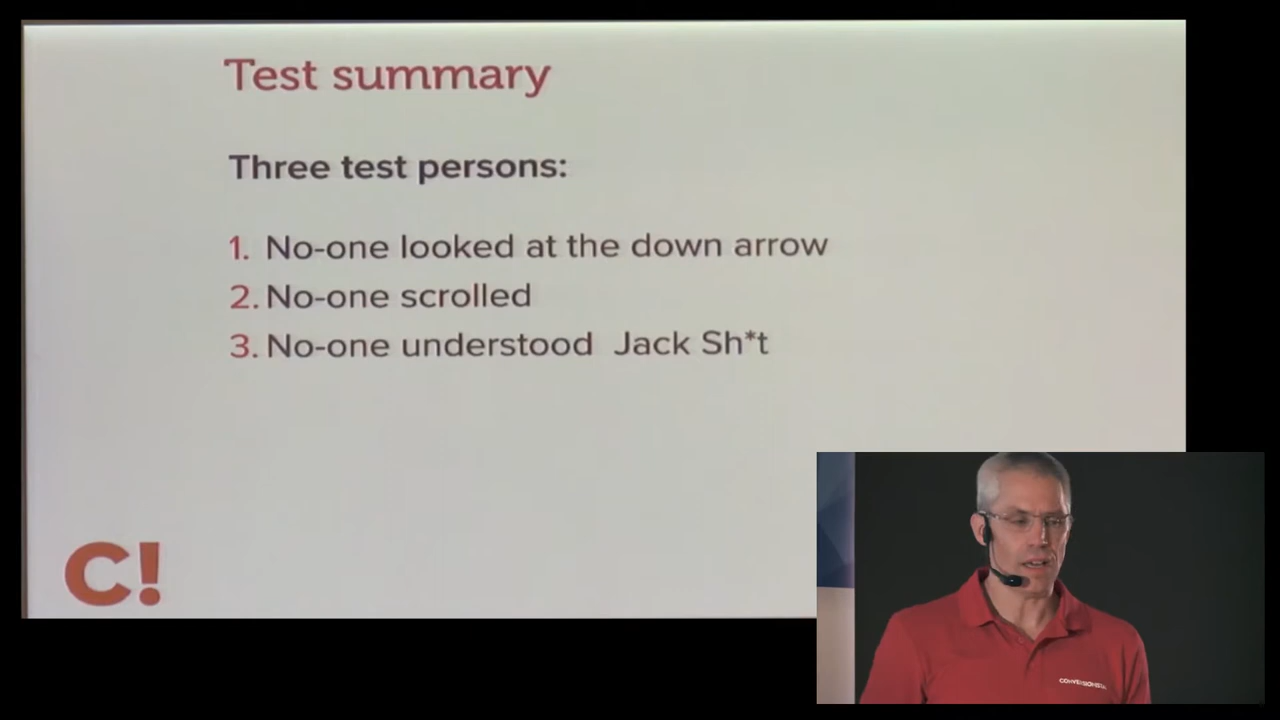 Test summary
Three test persons:
1. No-one looked at the down arrow
2. No-one scrolled
3. No-one understood Jack Sh*t
C!